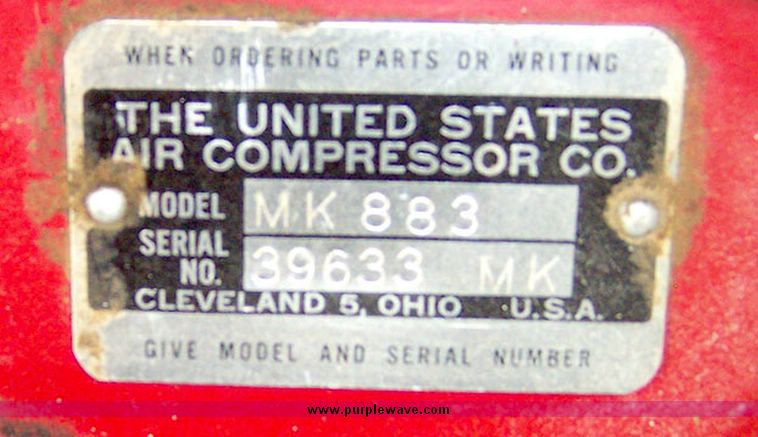 WHEN ORDERING PARTS OR WRITING
THE UNITED STATES
AIR COMPRESSOR CO.
MODEL MK 883
SERIAL NO. 39633 MK
CLEVELAND 5, OHIO U.S.A.
GIVE MODEL AND SERIAL NUMBER
www.purplewave.com